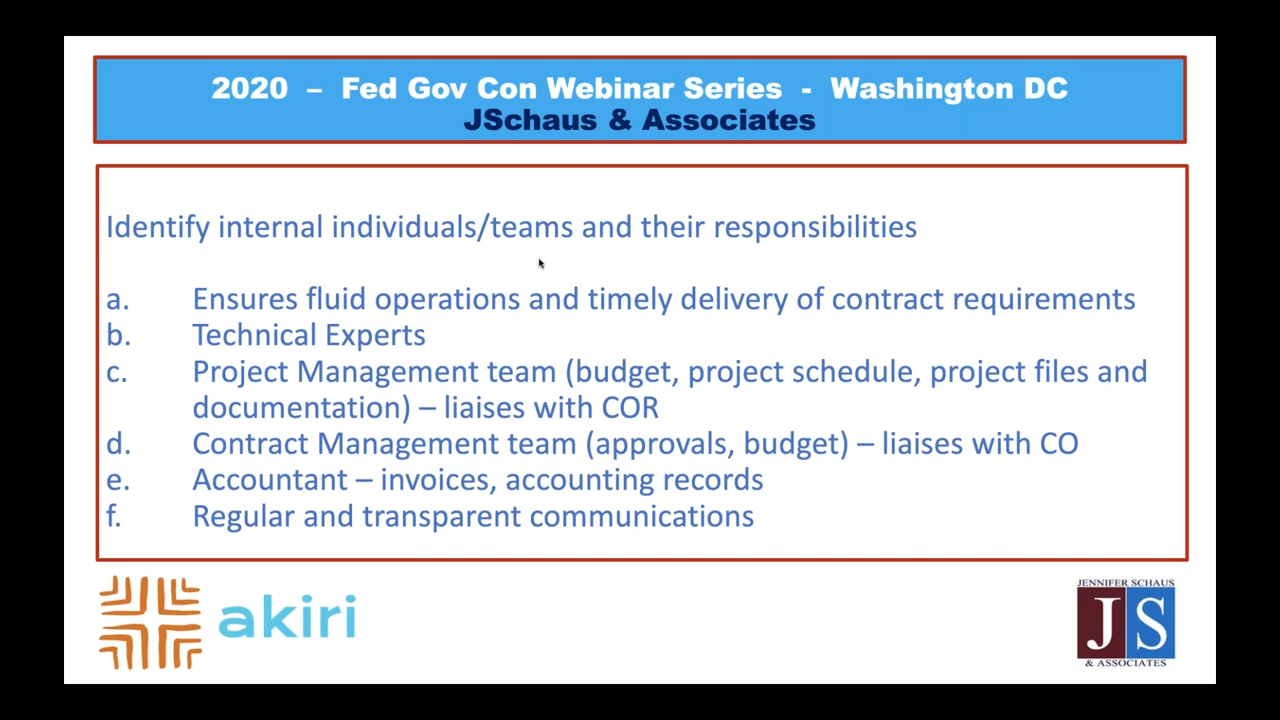 2020 – Fed Gov Con Webinar Series - Washington DC
JSchaus & Associates
Identify internal individuals/teams and their responsibilities
a. Ensures fluid operations and timely delivery of contract requirements
b. Technical Experts
c. Project Management team (budget, project schedule, project files and
documentation) – liaises with COR
d. Contract Management team (approvals, budget) – liaises with CO
e. Accountant – invoices, accounting records
f. Regular and transparent communications
akiri
JENNIFER SCHAUS
JS
& ASSOCIATES